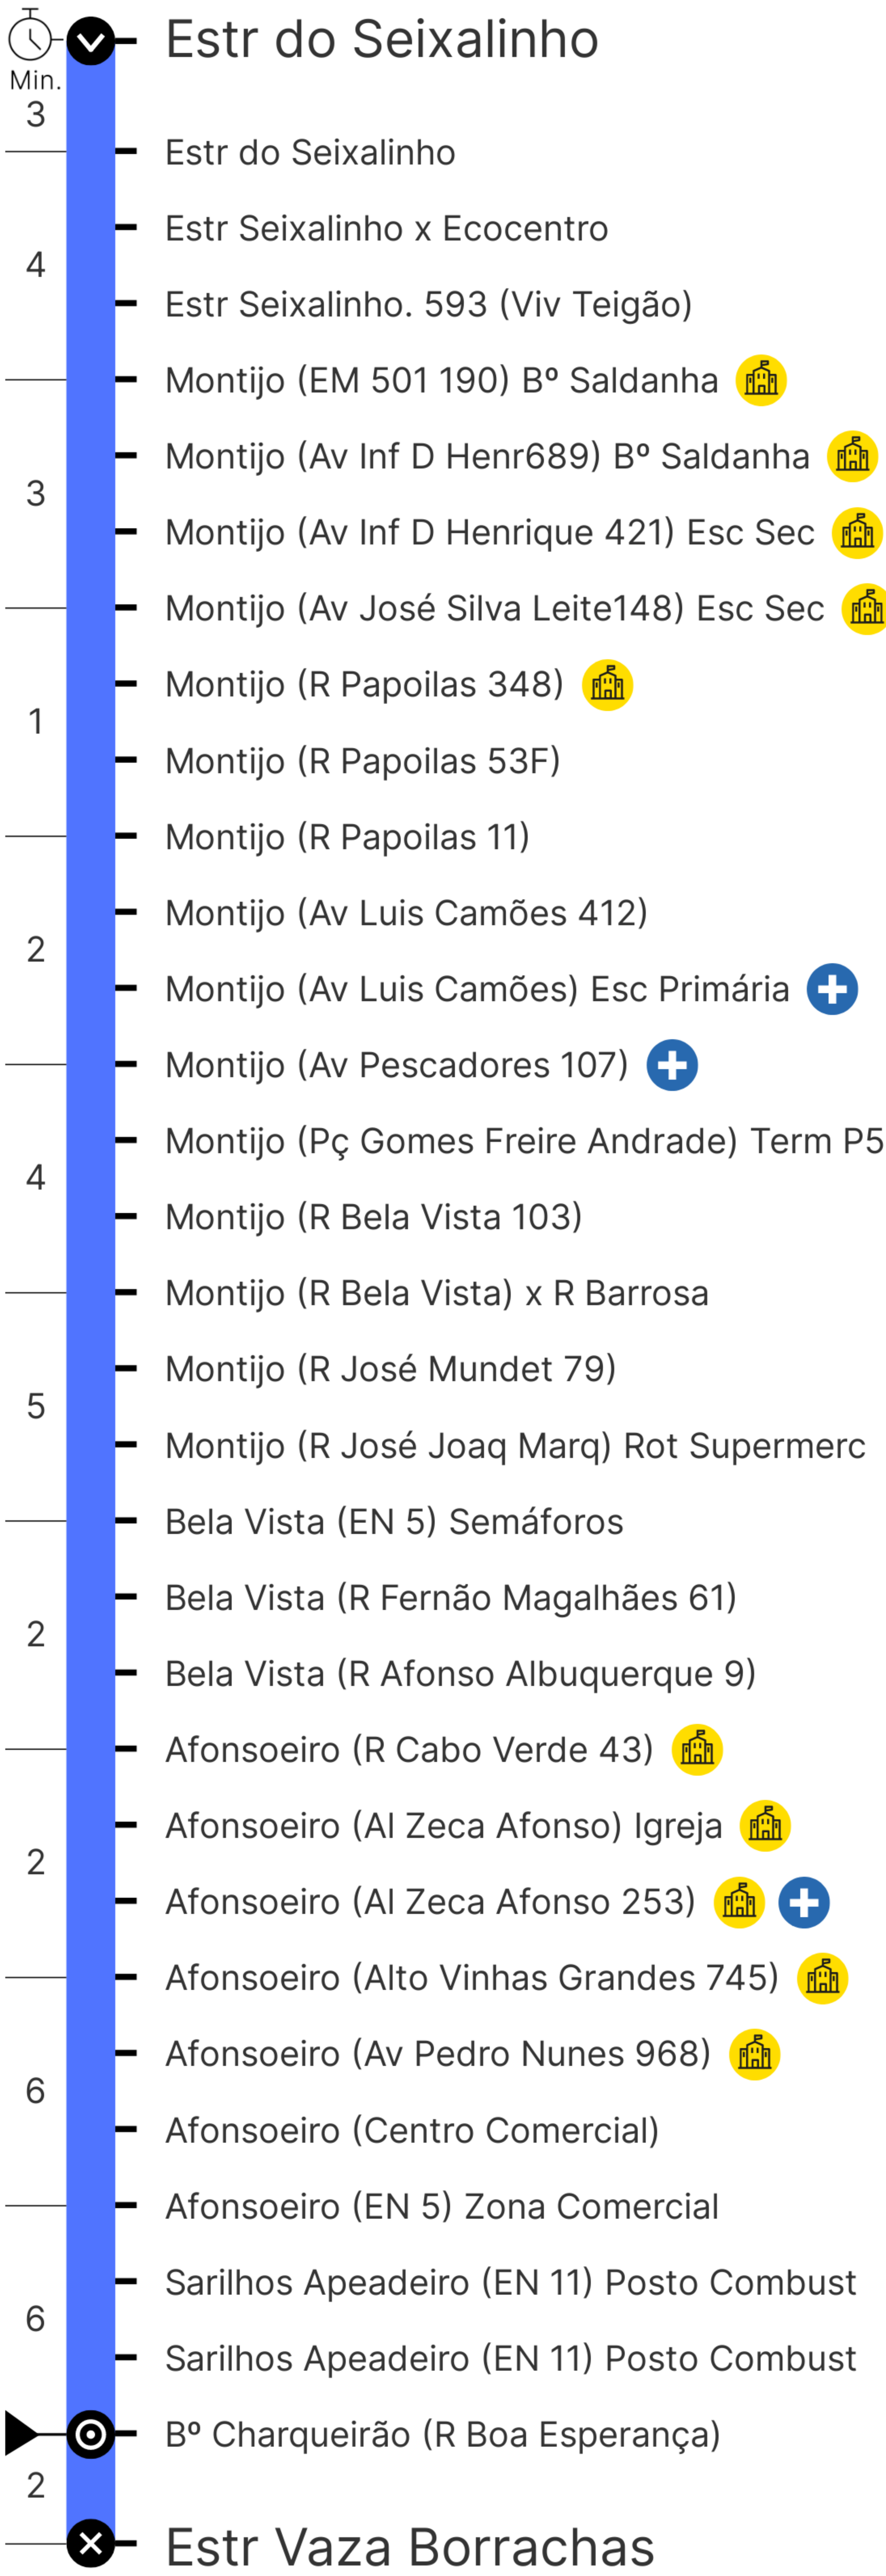 Estr do Seixalinho
Min.
3
Estr do Seixalinho
Estr Seixalinho x Ecocentro
4
Estr Seixalinho. 593 (Viv Teigão)
Montijo (EM 501 190) Bº Saldanha
Montijo (Av Inf D Henr689) Bº Saldanha
3
Montijo (Av Inf D Henrique 421) Esc Sec
Montijo (Av José Silva Leite148) Esc Sec
Montijo (R Papoilas 348)
1
Montijo (R Papoilas 53F)
Montijo (R Papoilas 11)
Montijo (Av Luis Camões 412)
2
Montijo (Av Luis Camões) Esc Primária
Montijo (Av Pescadores 107)
Montijo (Pç Gomes Freire Andrade) Term P5
4
Montijo (R Bela Vista 103)
Montijo (R Bela Vista) x R Barrosa
Montijo (R José Mundet 79)
5
Montijo (R José Joaq Marq) Rot Supermerc
Bela Vista (EN 5) Semáforos
Bela Vista (R Fernão Magalhães 61)
2
Bela Vista (R Afonso Albuquerque 9)
Afonsoeiro (R Cabo Verde 43)
Afonsoeiro (Al Zeca Afonso) Igreja
2
Afonsoeiro (Al Zeca Afonso 253)
Afonsoeiro (Alto Vinhas Grandes 745)
Afonsoeiro (Av Pedro Nunes 968)
6
Afonsoeiro (Centro Comercial)
Afonsoeiro (EN 5) Zona Comercial
Sarilhos Apeadeiro (EN 11) Posto Combust
6
Sarilhos Apeadeiro (EN 11) Posto Combust
Bº Charqueirão (R Boa Esperança)
2
Estr Vaza Borrachas